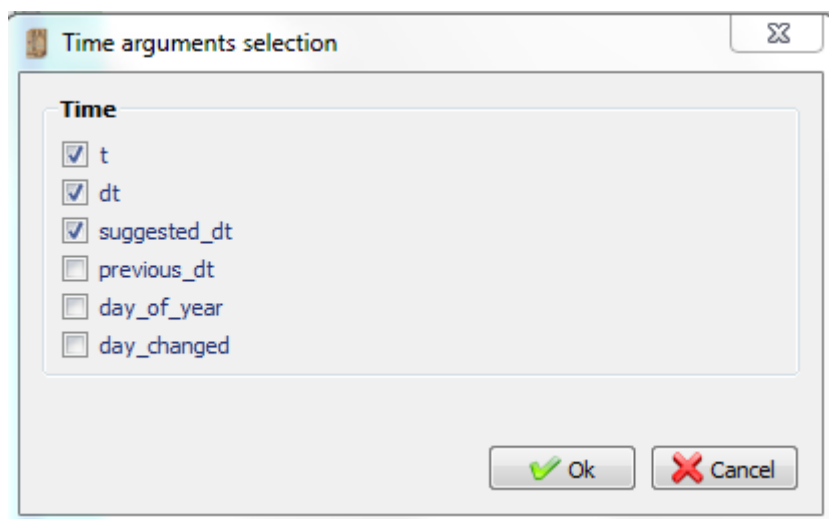 Time arguments selection
Time
t
dt
suggested_dt
previous_dt
day_of_year
day_changed
Ok Cancel